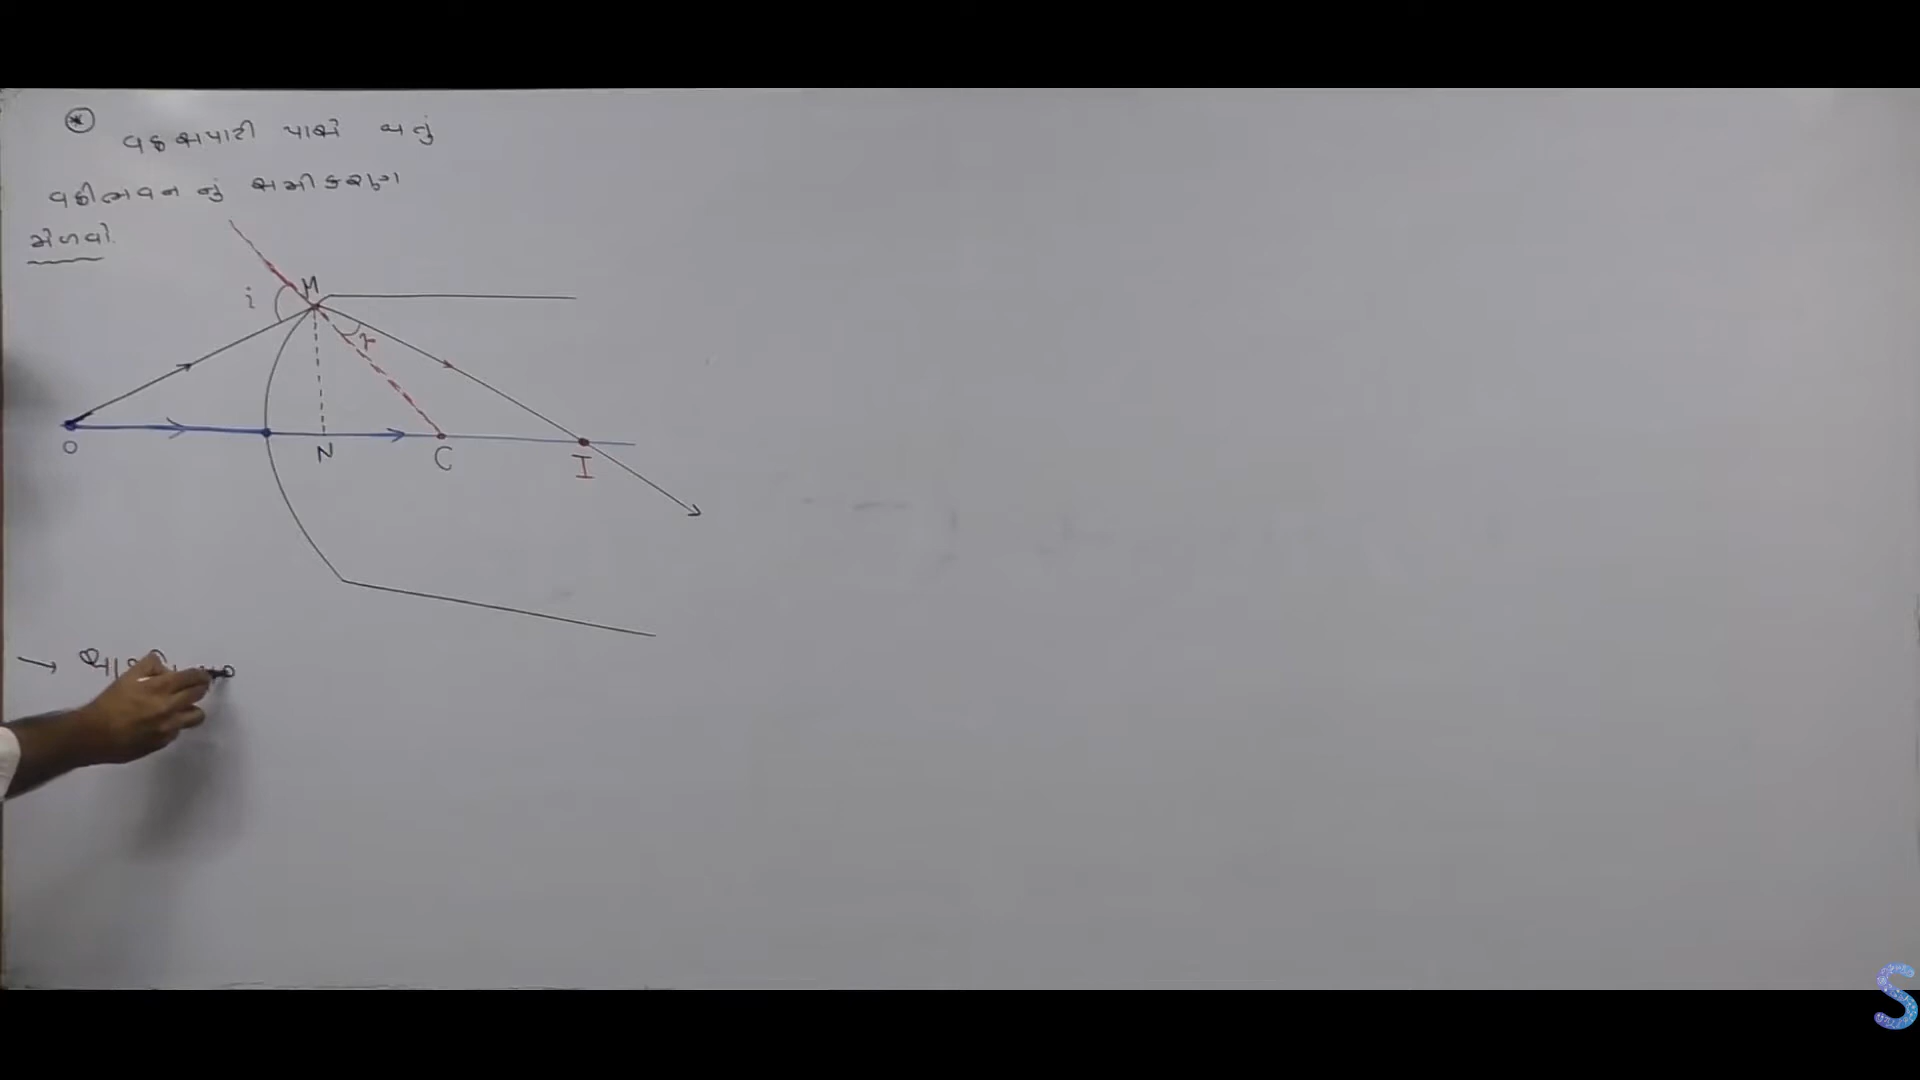 *
વક્રસપાટી પાસે થતું
વક્રીભવન નું સમીકરણ
મેળવો.
M
i
r
O
N
C
I
→
S